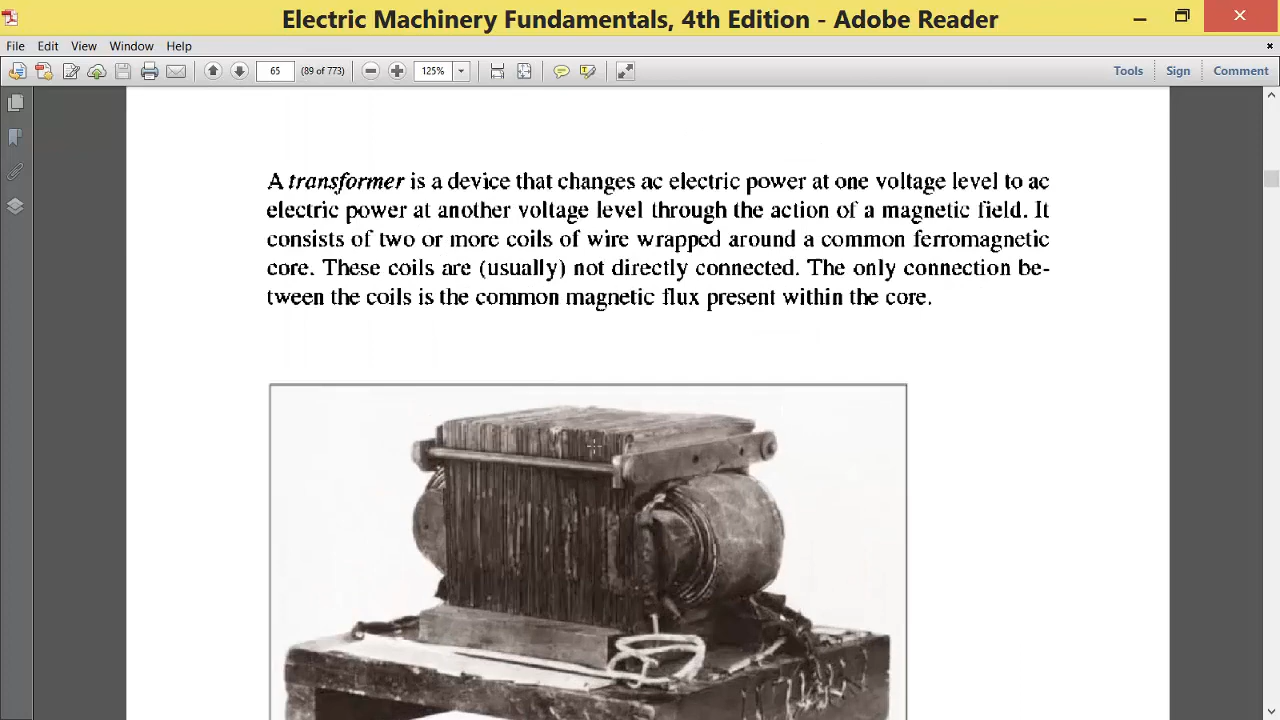 Electric Machinery Fundamentals, 4th Edition - Adobe Reader
File Edit View Window Help
65 (89 of 773) 125% Tools Sign Comment
A transformer is a device that changes ac electric power at one voltage level to ac
electric power at another voltage level through the action of a magnetic field. It
consists of two or more coils of wire wrapped around a common ferromagnetic
core. These coils are (usually) not directly connected. The only connection be-
tween the coils is the common magnetic flux present within the core.